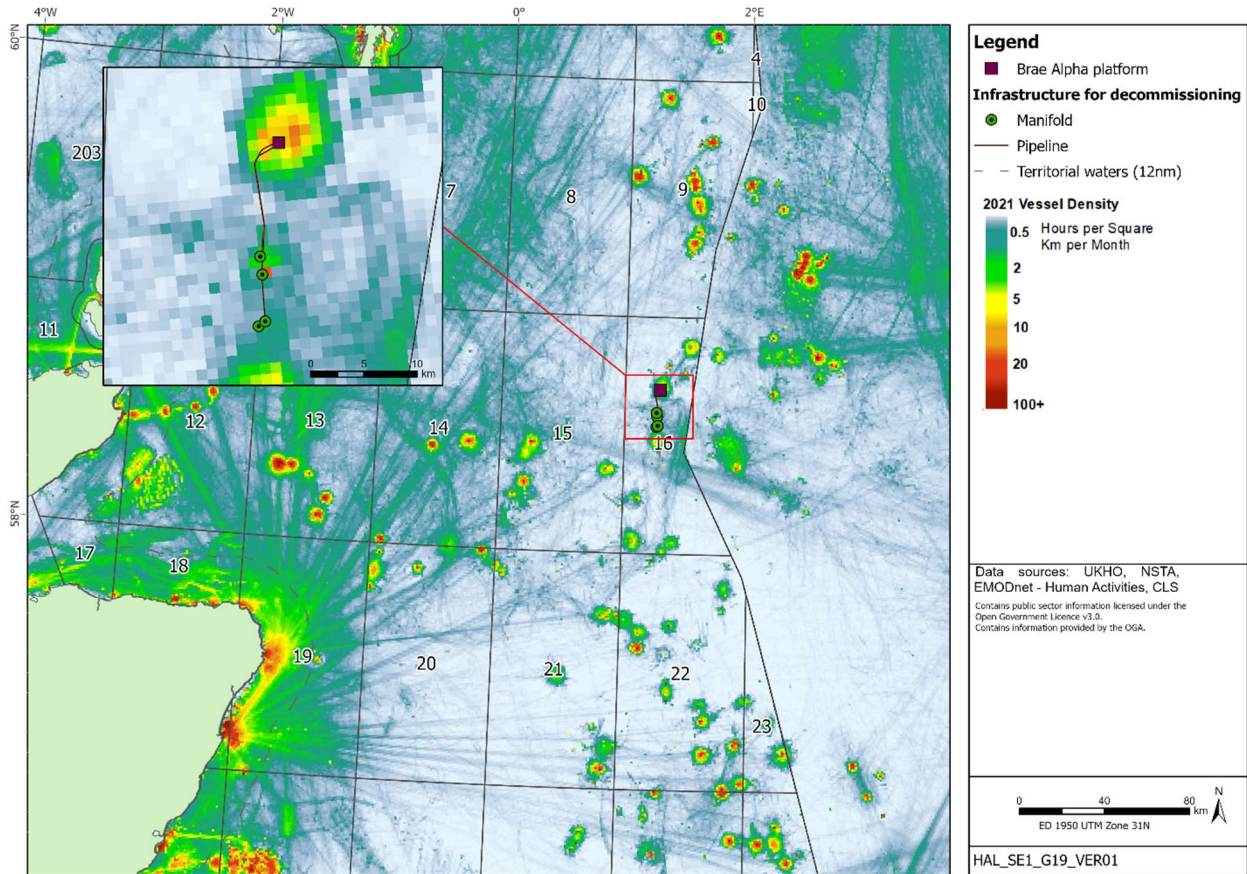 4°W
2°W
0°
2°E
60°N
4
10
203
7
8
9
0
5
10
km
11
12
13
14
15
16
58°N
17
18
19
20
21
22
23
Legend
Brae Alpha platform
Infrastructure for decommissioning
Manifold
Pipeline
Territorial waters (12nm)
2021 Vessel Density
0.5 Hours per Square
Km per Month
2
5
10
20
100+
Data sources: UKHO, NSTA,
EMODnet - Human Activities, CLS
Contains public sector information licensed under the
Open Government Licence v3.0.
Contains information provided by the OGA.
0 40 80
km
N
ED 1950 UTM Zone 31N
HAL_SE1_G19_VER01